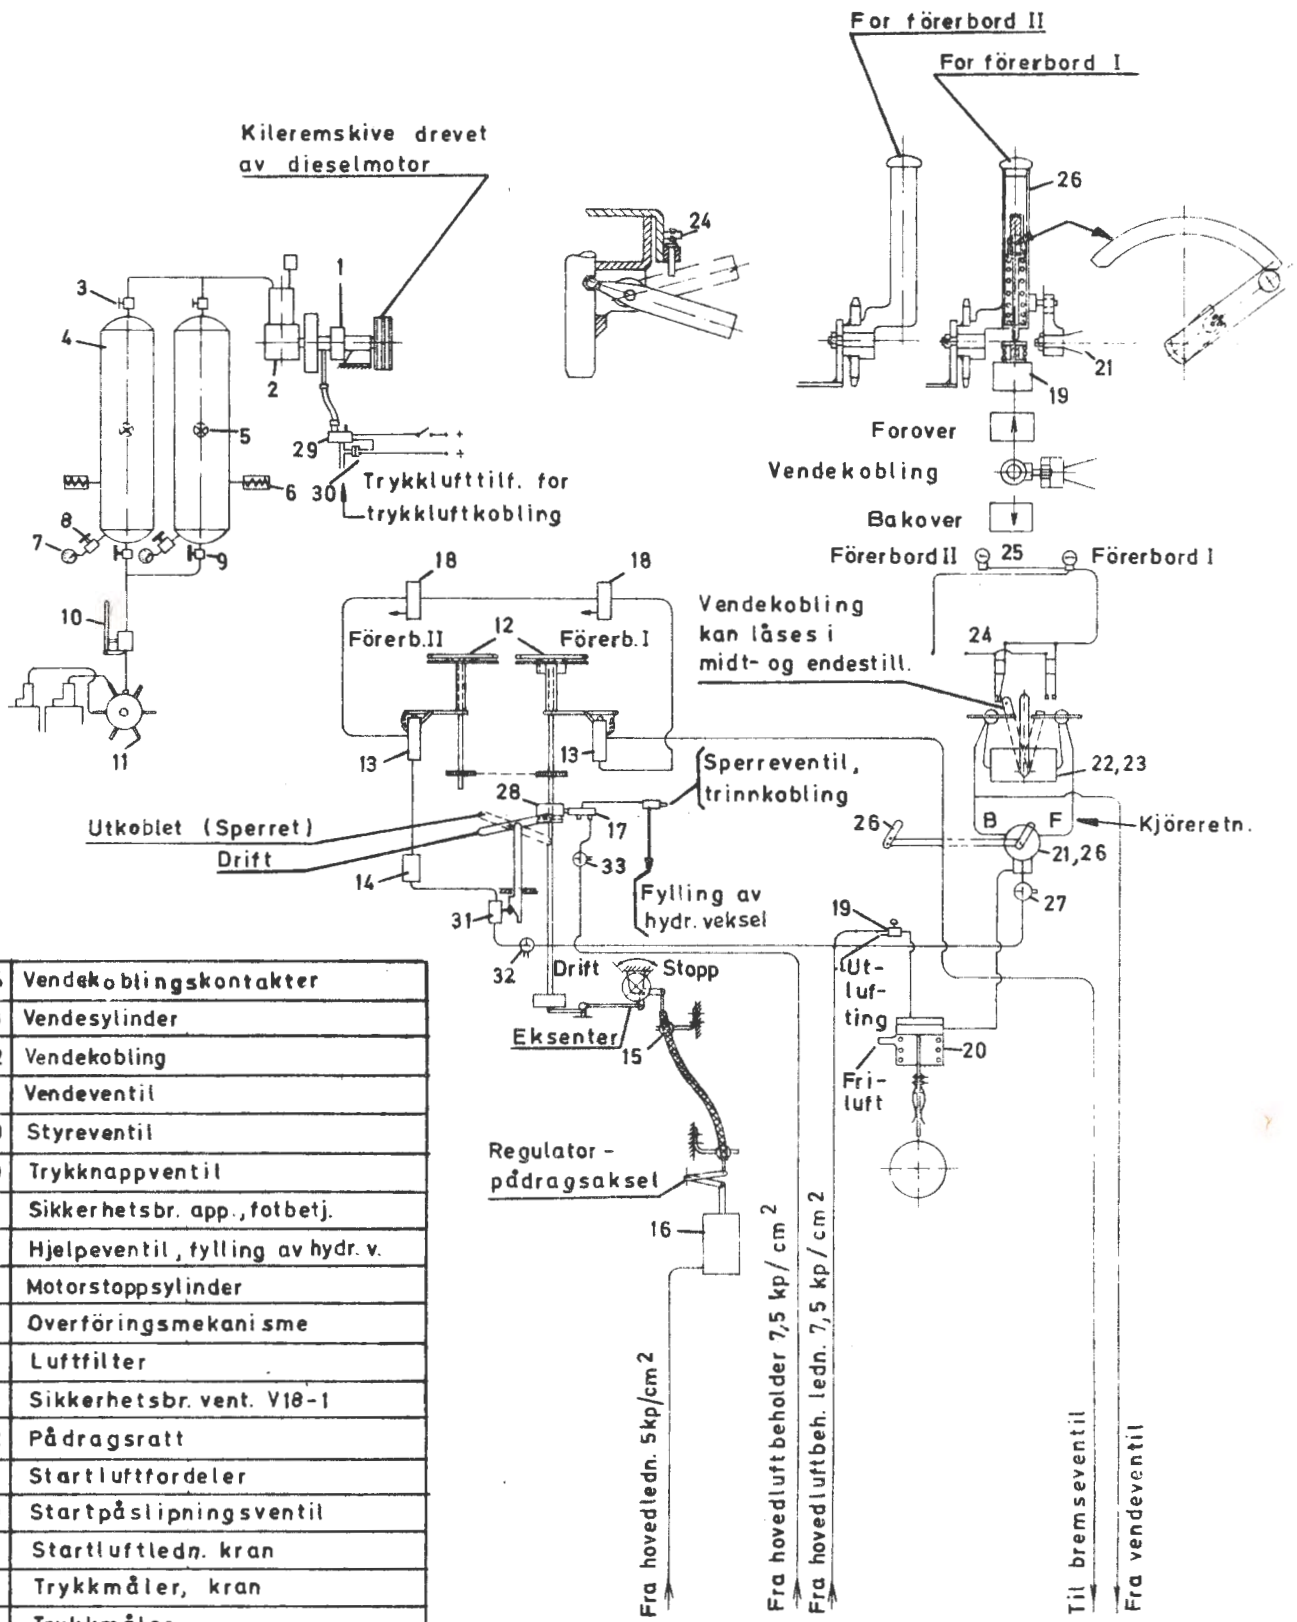 For förerbord II
For förerbord I
Kileremskive drevet
av dieselmotor
26
24
1
3
4
2
21
19
5
29
Forover
Vendekobling
6
30
Trykklufttilf. for
trykkluftkobling
Bakover
8
7
9
18
18
Förerbord II
25
Förerbord I
10
Vendekobling
kan låses i
midt- og endestill.
12
Förerb.II
Förerb.I
24
11
13
13
Sperreventil,
trinnkobling
22,23
28
Utkoblet (Sperret)
17
26
B
F
Kjöreretn.
Drift
33
21,26
14
Fylling av
hydr. veksel
27
31
19
32
Drift
Stopp
Ut-
luf-
ting
Eksenter
15
20
Fri-
luft
Regulator-
pådragsaksel
16
Vendekoblingskontakter
Vendesylinder
Vendekobling
Vendeventil
Styreventil
Trykknappventil
Sikkerhetsbr. app., fotbetj.
Hjelpeventil, fylling av hydr. v.
Motorstoppsylinder
Overföringsmekanisme
Luftfilter
Sikkerhetsbr. vent. V18-1
Pådragsratt
Startluftfordeler
Startpåslipningsventil
Startluftledn. kran
Trykkmåler, kran
Trykkmåler
Fra hovedledn. 5kp/cm2
Fra hovedluftbeholder 7,5 kp/cm2
Fra hovedluftbeh. ledn. 7,5 kp/cm2
Til bremseventil
Fra vendeventil